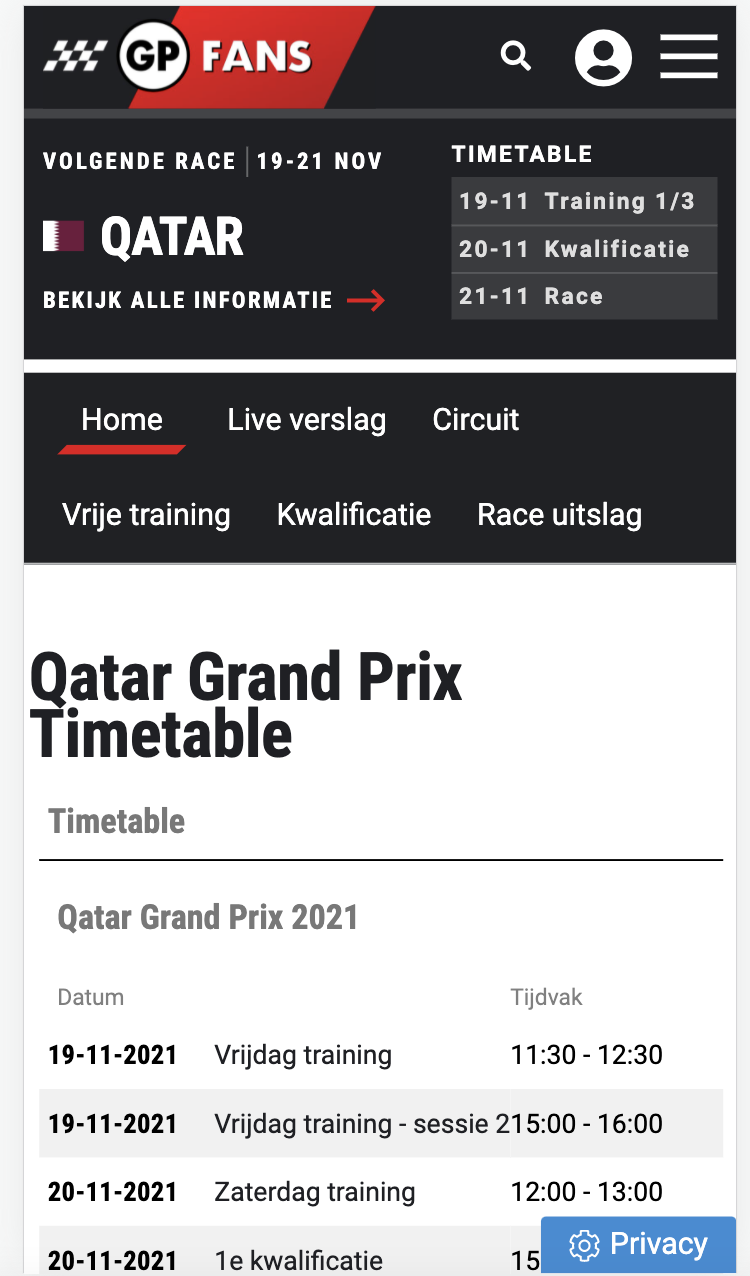 GP FANS
VOLGENDE RACE 19-21 NOV
QATAR
BEKIJK ALLE INFORMATIE
TIMETABLE
19-11 Training 1/3
20-11 Kwalificatie
21-11 Race
Home Live verslag Circuit
Vrije training Kwalificatie Race uitslag
Qatar Grand Prix
Timetable
Timetable
Qatar Grand Prix 2021
Datum Tijdvak
19-11-2021 Vrijdag training 11:30 - 12:30
19-11-2021 Vrijdag training - sessie 2 15:00 - 16:00
20-11-2021 Zaterdag training 12:00 - 13:00
20-11-2021 1e kwalificatie 15
Privacy